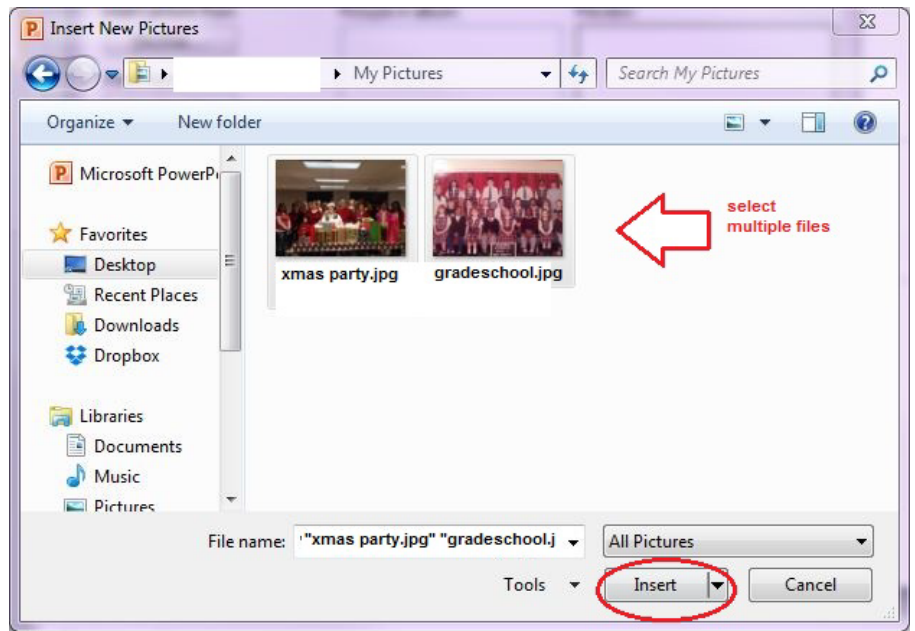 Insert New Pictures
My Pictures
Search My Pictures
Organize
New folder
Microsoft PowerP
Favorites
Desktop
Recent Places
Downloads
Dropbox
Libraries
Documents
Music
Pictures
xmas party.jpg
gradeschool.jpg
select
multiple files
File name:
"xmas party.jpg" "gradeschool.j
All Pictures
Tools
Insert
Cancel